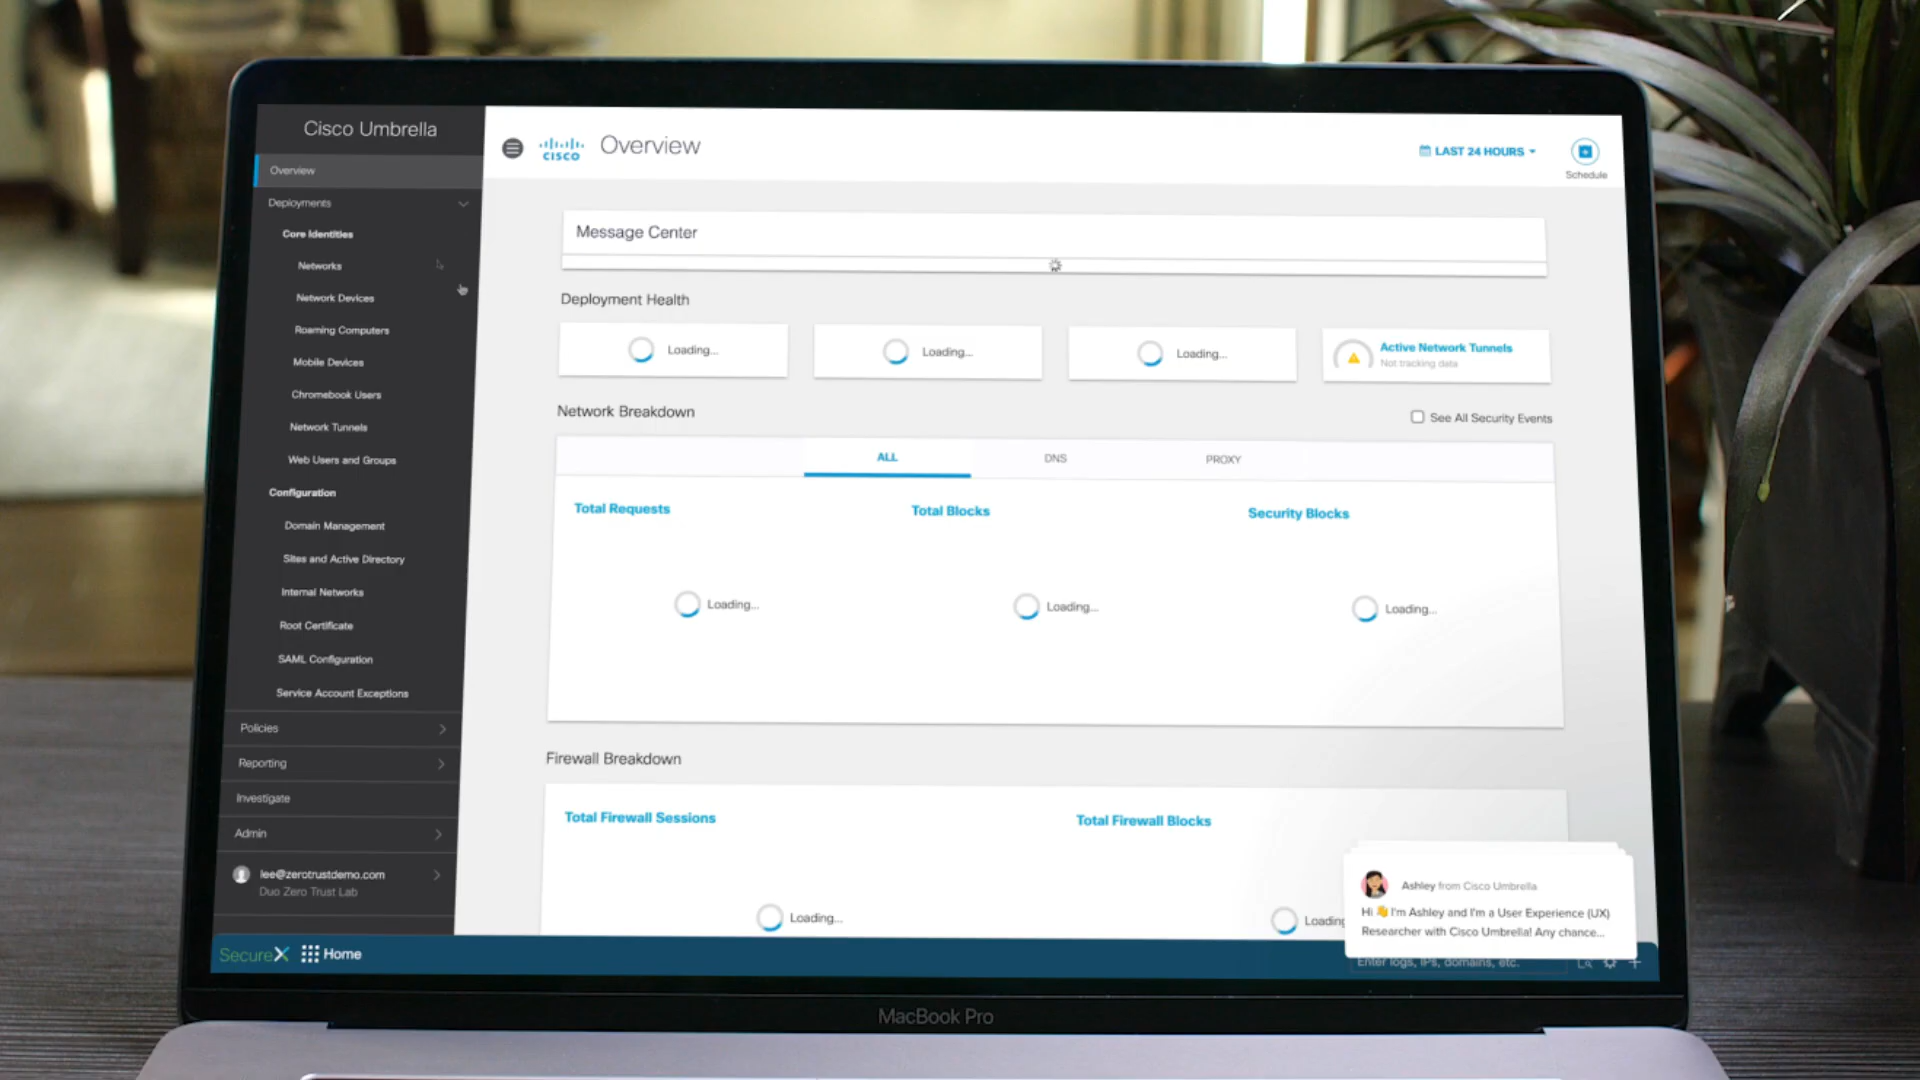 Cisco Umbrella
Overview
Deployments
Core Identities
Networks
Network Devices
Roaming Computers
Mobile Devices
Chromebook Users
Network Tunnels
Web Users and Groups
Configuration
Domain Management
Sites and Active Directory
Internal Networks
Root Certificate
SAML Configuration
Service Account Exceptions
Policies
Reporting
Investigate
Admin
lee@zerotrustdemo.com
Duo Zero Trust Lab
CISCO
Overview
LAST 24 HOURS
Schedule
Message Center
Deployment Health
Loading...
Loading...
Loading...
Active Network Tunnels
Not tracking data
Network Breakdown
See All Security Events
ALL DNS PROXY
Total Requests
Total Blocks
Security Blocks
Loading...
Loading...
Loading...
Firewall Breakdown
Total Firewall Sessions
Total Firewall Blocks
Loading...
Loading
Ashley from Cisco Umbrella
Hi 👋 I'm Ashley and I'm a User Experience (UX)
Researcher with Cisco Umbrella! Any chance...
SecureX Home
Enter logs, IPs, domains, etc.
MacBook Pro